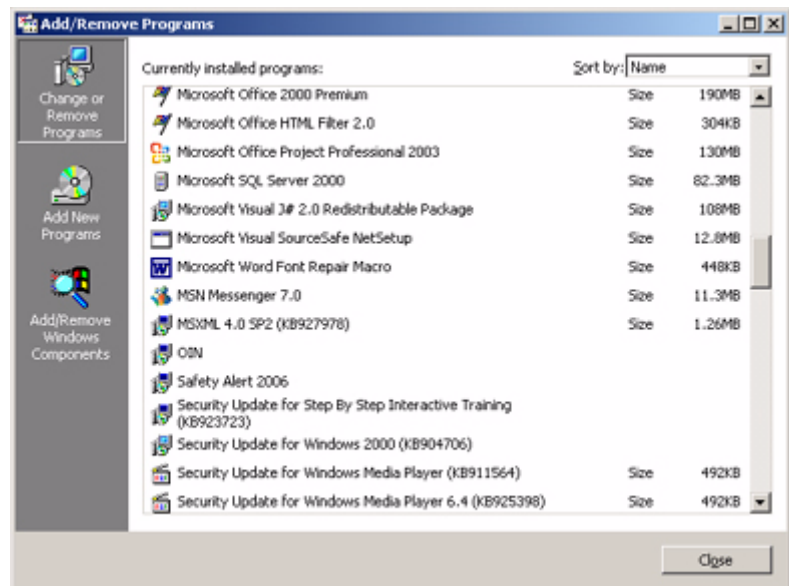 Add/Remove Programs
Change or
Remove
Programs
Add New
Programs
Add/Remove
Windows
Components
Currently installed programs:
Sort by: Name
Microsoft Office 2000 Premium Size 190MB
Microsoft Office HTML Filter 2.0 Size 304KB
Microsoft Office Project Professional 2003 Size 130MB
Microsoft SQL Server 2000 Size 82.3MB
Microsoft Visual J# 2.0 Redistributable Package Size 108MB
Microsoft Visual SourceSafe NetSetup Size 12.8MB
Microsoft Word Font Repair Macro Size 448KB
MSN Messenger 7.0 Size 11.3MB
MSXML 4.0 SP2 (KB927978) Size 1.26MB
OIN
Safety Alert 2006
Security Update for Step By Step Interactive Training
(KB923723)
Security Update for Windows 2000 (KB904706)
Security Update for Windows Media Player (KB911564) Size 492KB
Security Update for Windows Media Player 6.4 (KB925398) Size 492KB
Close